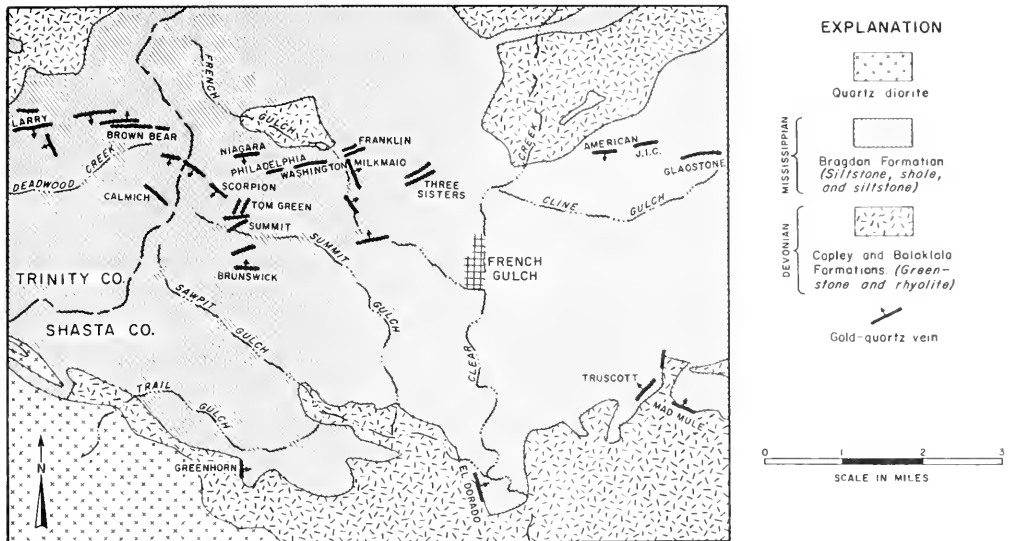 FRENCH
GULCH
LARRY
BROWN BEAR
DEADWOOD
CREEK
CALMICH
NIAGARA
PHILADELPHIA
WASHINGTON
FRANKLIN
MILKMAID
SCORPION
TOM GREEN
SUMMIT
BRUNSWICK
THREE
SISTERS
CREEK
AMERICAN
J.I.C.
GLADSTONE
CLINE
GULCH
FRENCH
GULCH
SUMMIT
GULCH
TRINITY CO.
SHASTA CO.
SAWPIT
GULCH
TRAIL
GULCH
CLEAR
TRUSCOTT
MAD MULE
GREENHORN
EL DORADO
N
EXPLANATION
Quartz diorite
MISSISSIPPIAN
Bragdon Formation
(Siltstone, shole,
and siltstone)
DEVONIAN
Copley and Balaklala
Formations (Green-
stone and rhyolite)
Gold-quartz vein
0 1 2 3
SCALE IN MILES